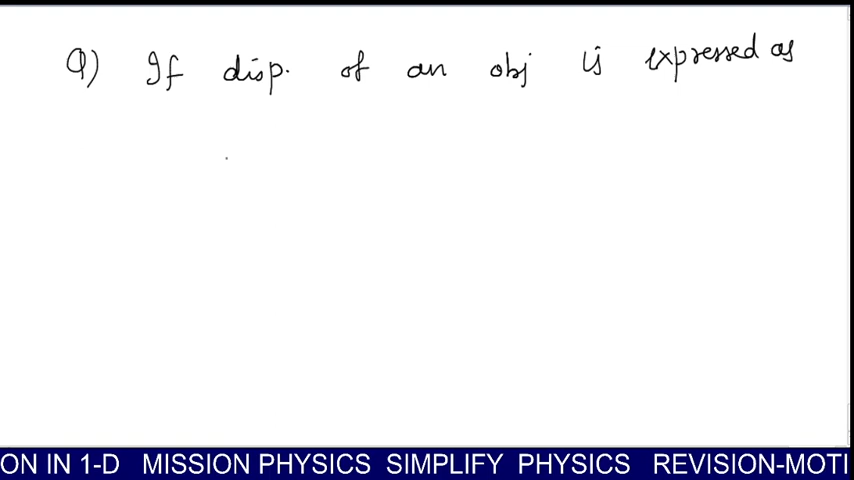 Q) If disp. of an obj is expressed as
ON IN 1-D MISSION PHYSICS SIMPLIFY PHYSICS REVISION-MOTI